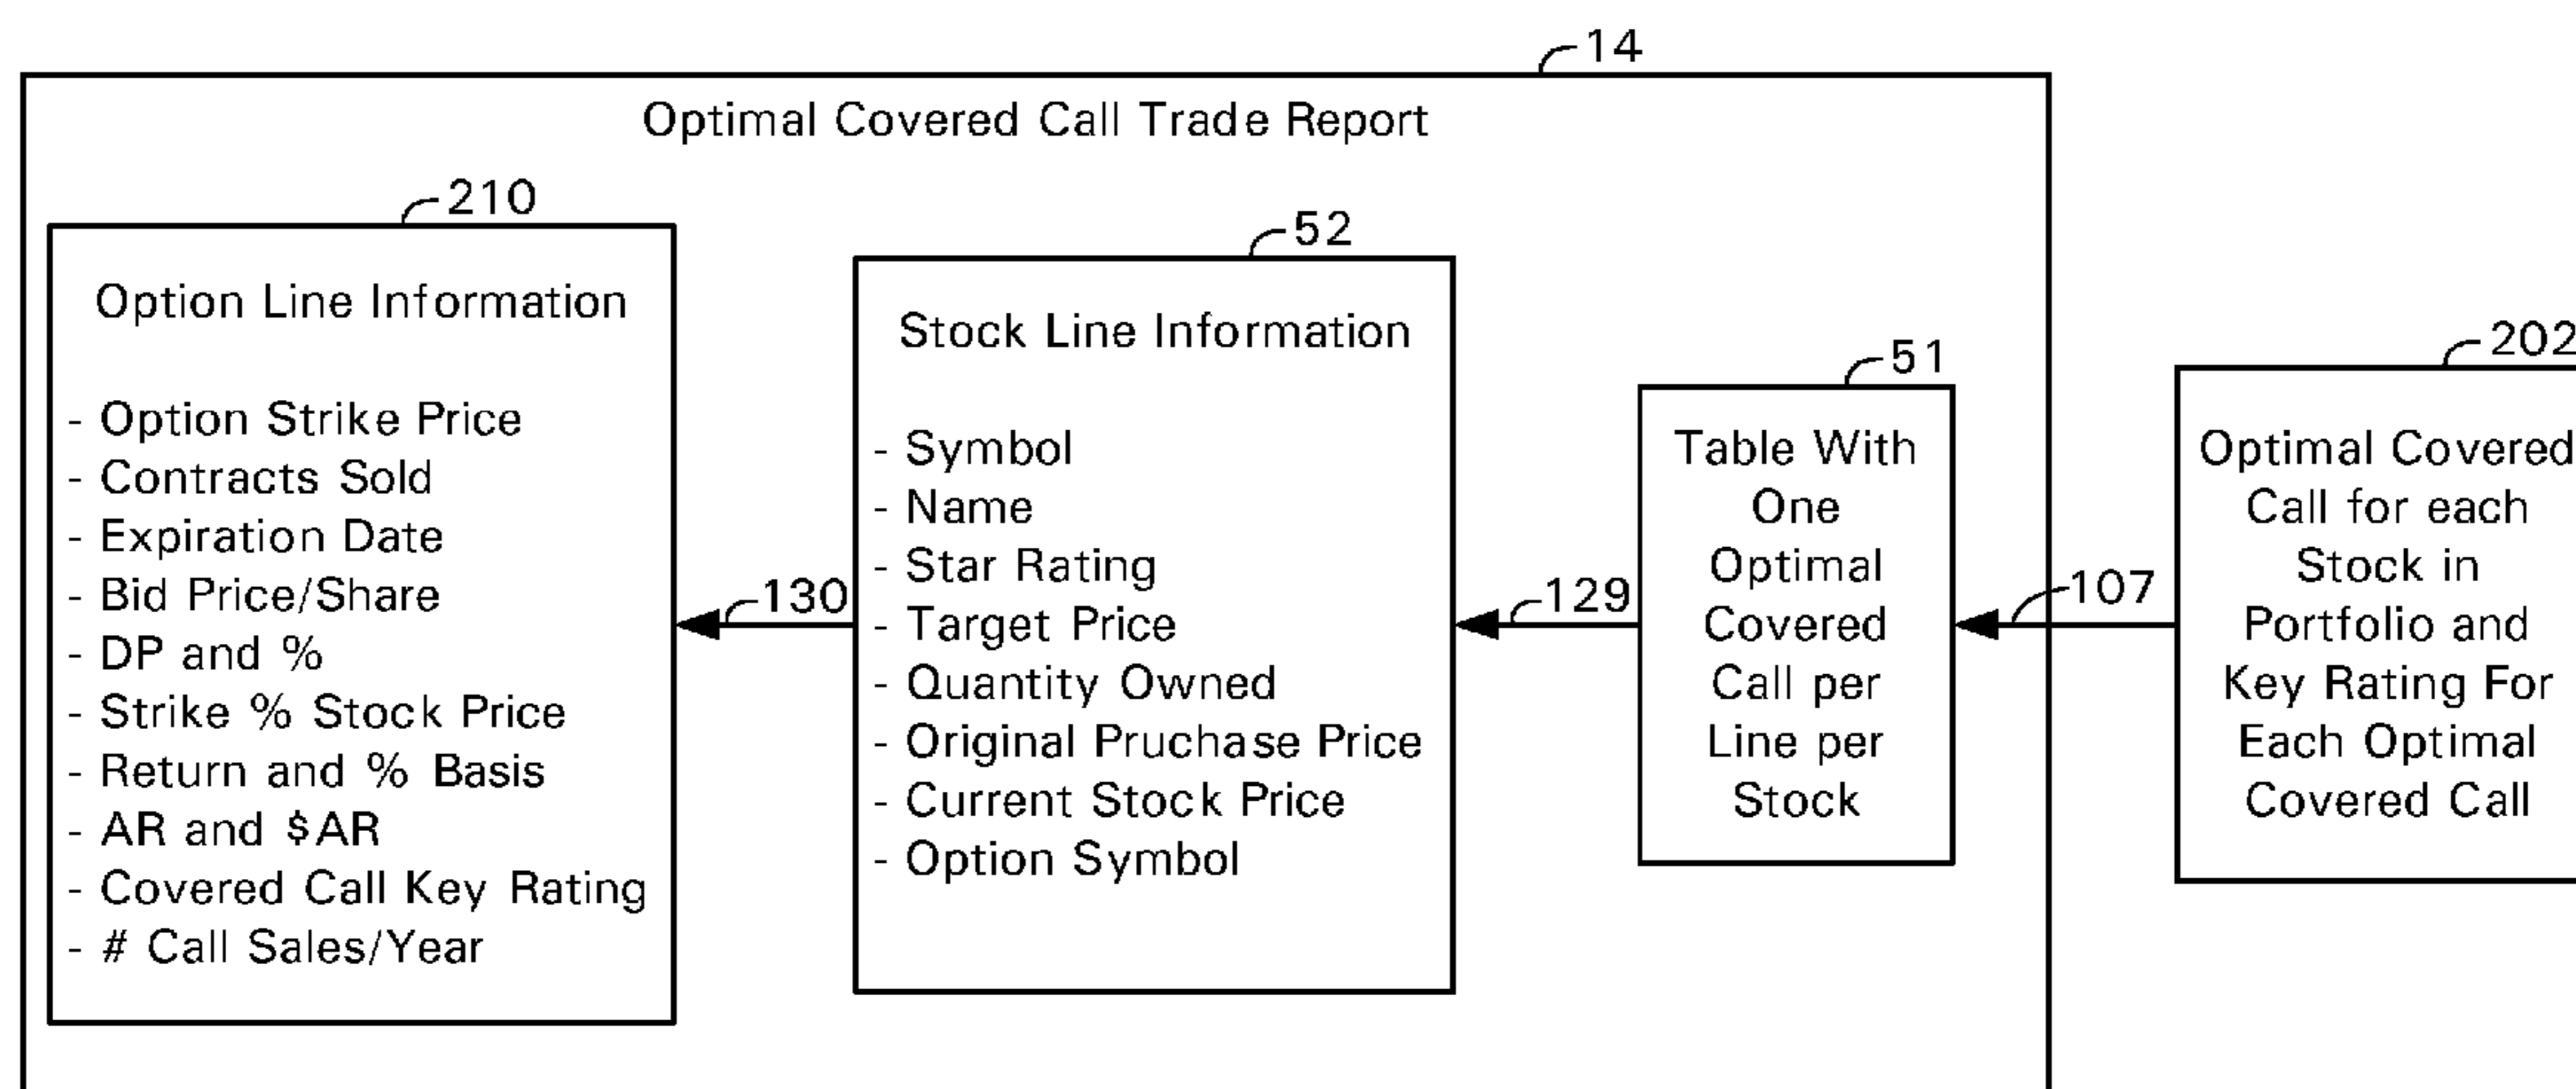 14
Optimal Covered Call Trade Report
210
Option Line Information
- Option Strike Price
- Contracts Sold
- Expiration Date
- Bid Price/Share
- DP and %
- Strike % Stock Price
- Return and % Basis
- AR and $AR
- Covered Call Key Rating
- # Call Sales/Year
130
52
Stock Line Information
- Symbol
- Name
- Star Rating
- Target Price
- Quantity Owned
- Original Pruchase Price
- Current Stock Price
- Option Symbol
129
51
Table With
One
Optimal
Covered
Call per
Line per
Stock
107
202
Optimal Covered
Call for each
Stock in
Portfolio and
Key Rating For
Each Optimal
Covered Call